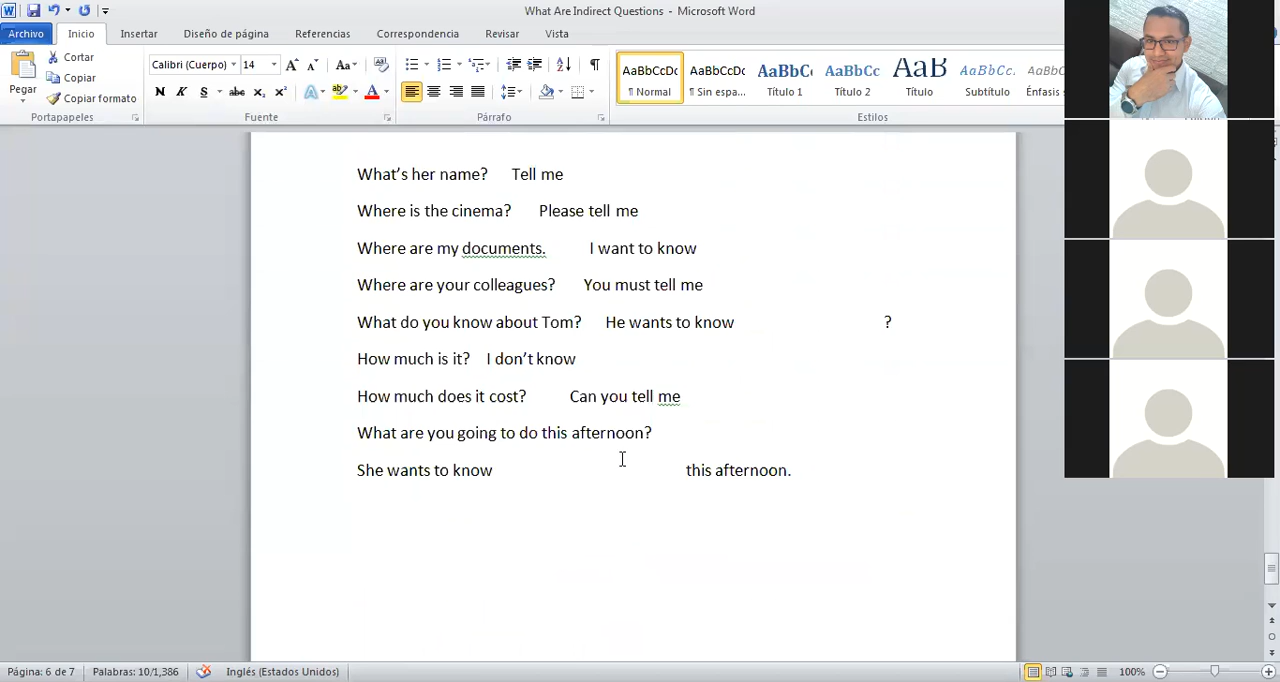 What Are Indirect Questions - Microsoft Word
Archivo Inicio Insertar Diseño de página Referencias Correspondencia Revisar Vista
Pegar Cortar
Copiar
Copiar formato
Portapapeles
Calibri (Cuerpo) 14
Fuente
Párrafo
AaBbCcDc AaBbCcDc AaBbC( AaBbCc AaB AaBbCc. AaBbCc
¶ Normal ¶ Sin espa... Título 1 Título 2 Título Subtítulo Énfasis
Estilos
What's her name? Tell me
Where is the cinema? Please tell me
Where are my documents. I want to know
Where are your colleagues? You must tell me
What do you know about Tom? He wants to know ?
How much is it? I don't know
How much does it cost? Can you tell me
What are you going to do this afternoon?
She wants to know this afternoon.
Página: 6 de 7 Palabras: 10/1,386 Inglés (Estados Unidos) 100%